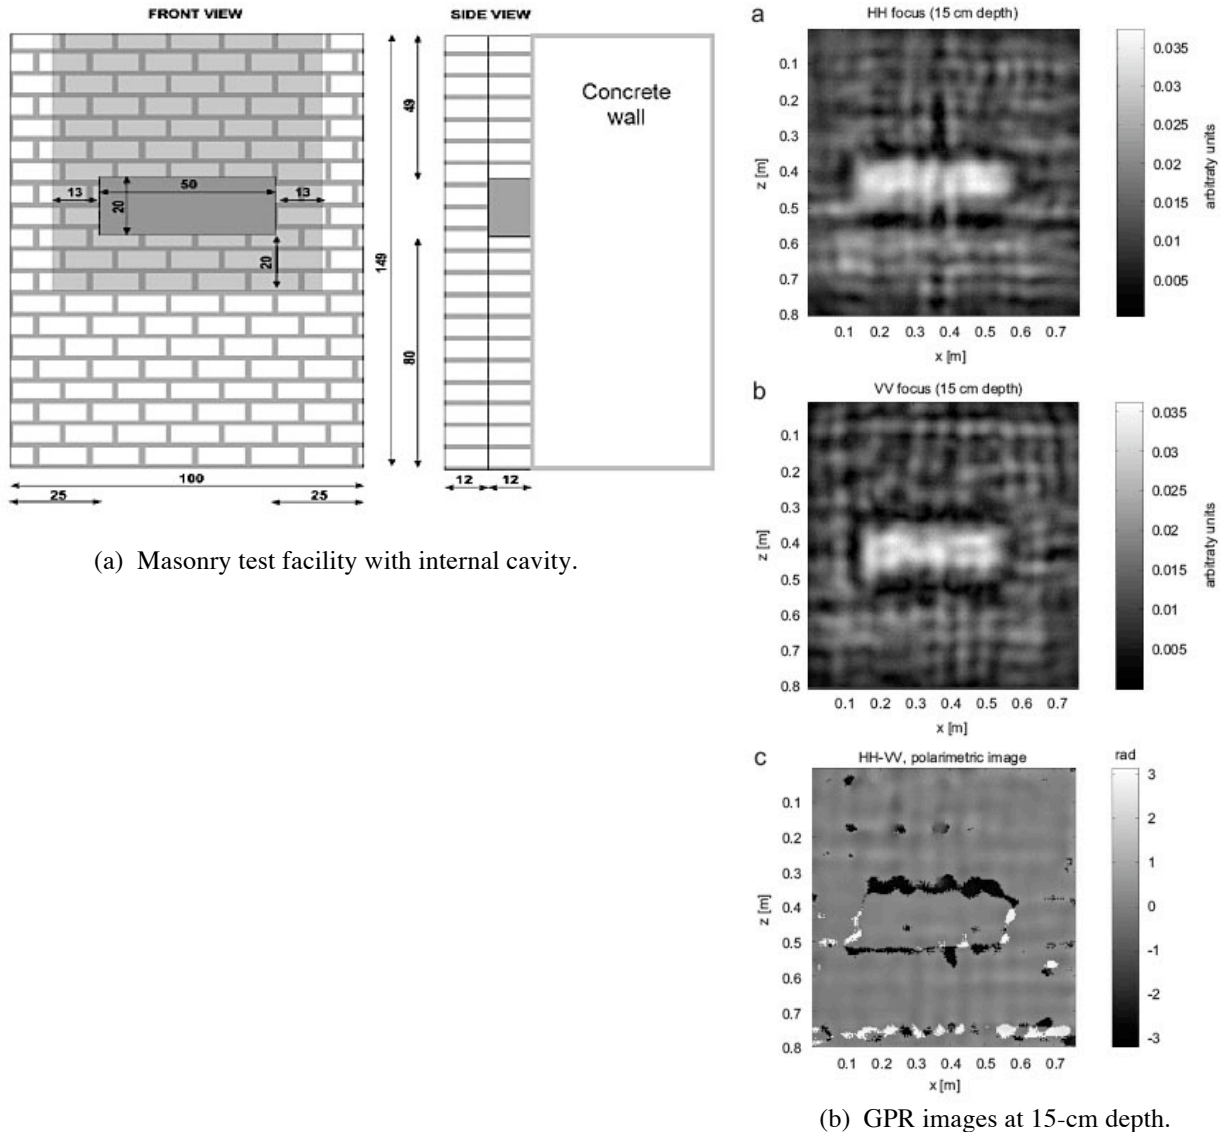 FRONT VIEW
SIDE VIEW
Concrete
wall
49
13
50
13
20
20
149
80
100
25
25
12
12
(a) Masonry test facility with internal cavity.
a
HH focus (15 cm depth)
0.1
0.2
0.3
0.4
0.5
0.6
0.7
0.8
z [m]
0.1 0.2 0.3 0.4 0.5 0.6 0.7
x [m]
0.035
0.03
0.025
0.02
0.015
0.01
0.005
arbitraty units
b
VV focus (15 cm depth)
0.1
0.2
0.3
0.4
0.5
0.6
0.7
0.8
z [m]
0.1 0.2 0.3 0.4 0.5 0.6 0.7
x [m]
0.035
0.03
0.025
0.02
0.015
0.01
0.005
arbitraty units
c
HH-VV, polarimetric image
rad
0.1
0.2
0.3
0.4
0.5
0.6
0.7
0.8
z [m]
0.1 0.2 0.3 0.4 0.5 0.6 0.7
x [m]
3
2
1
0
-1
-2
-3
(b) GPR images at 15-cm depth.